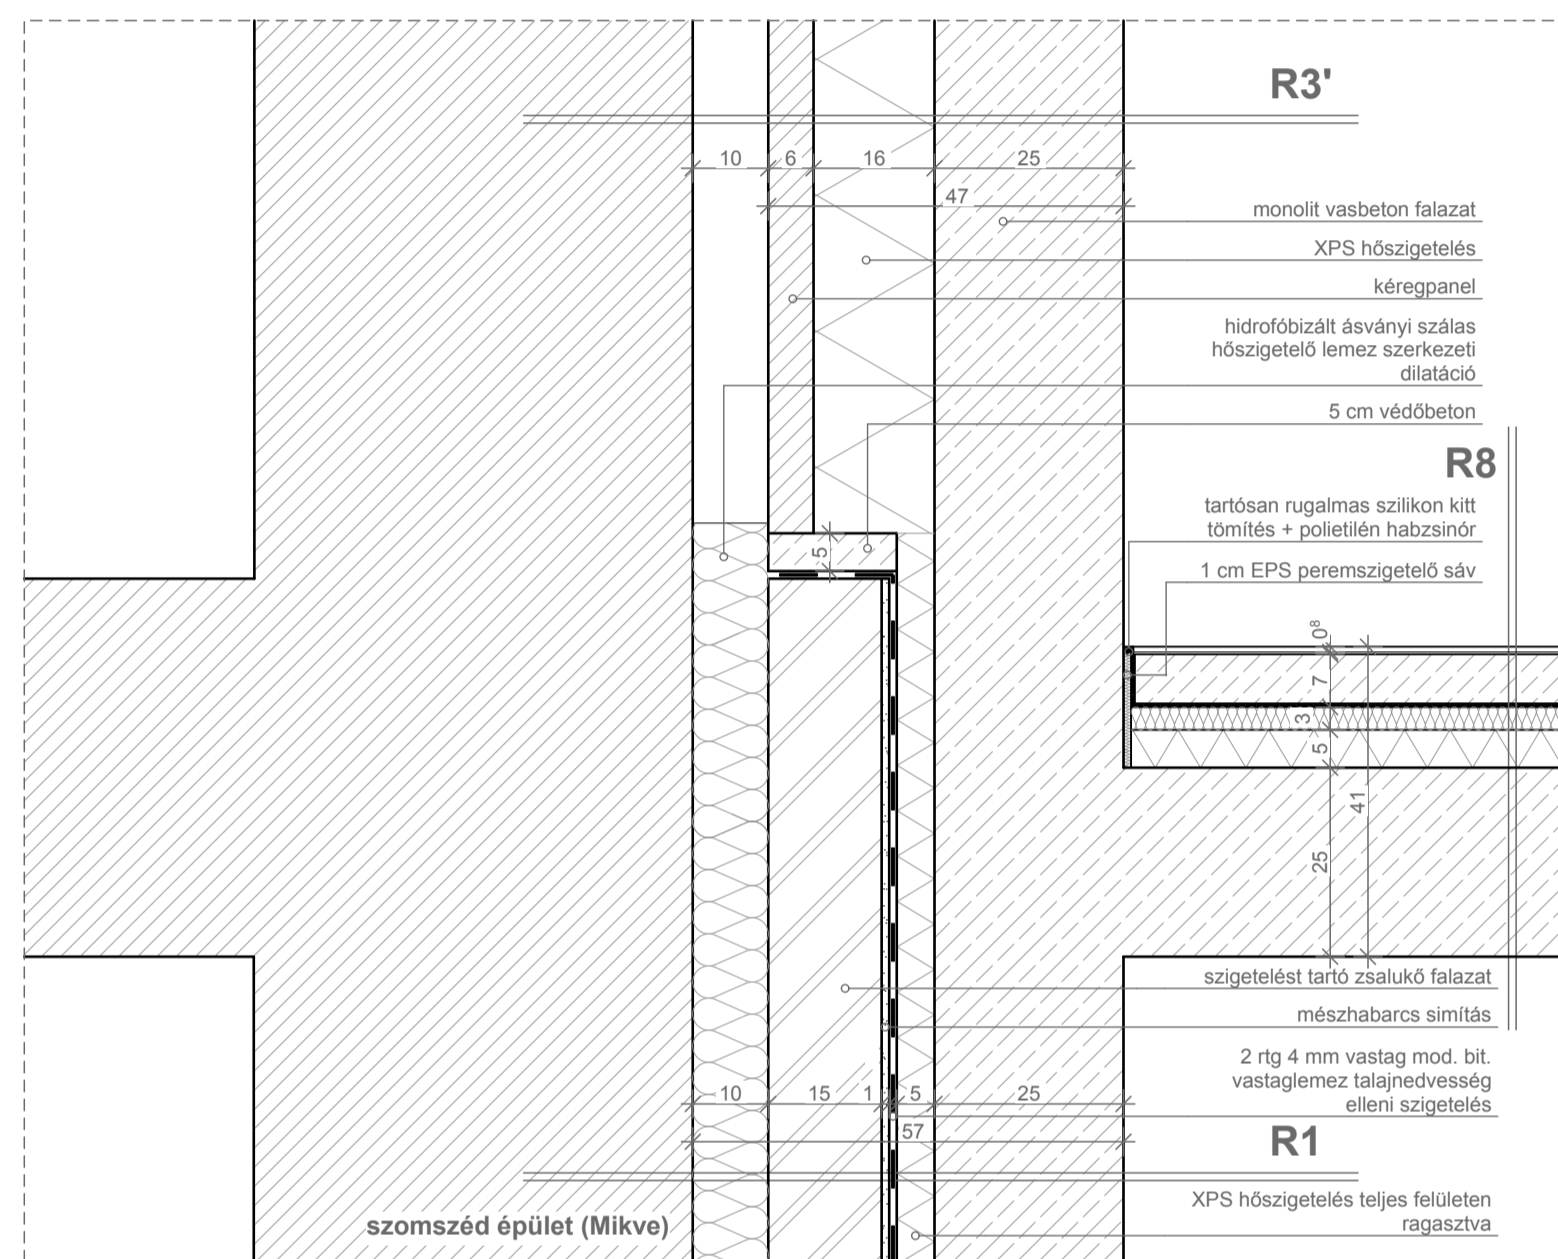 R3'
10 6 16 25
47
monolit vasbeton falazat
XPS hőszigetelés
kéregpanel
hidrofóbizált ásványi szálas
hőszigetelő lemez szerkezeti
dilatáció
5 cm védőbeton
R8
tartósan rugalmas szilikon kitt
tömítés + polietilén habzsinór
5
1 cm EPS peremszigetelő sáv
0⁸
7
3
5
41
25
szigetelést tartó zsalukő falazat
mészhabarcs simítás
2 rtg 4 mm vastag mod. bit.
vastaglemez talajnedvesség
elleni szigetelés
10 15 1 5 25
57
R1
XPS hőszigetelés teljes felületen
ragasztva
szomszéd épület (Mikve)